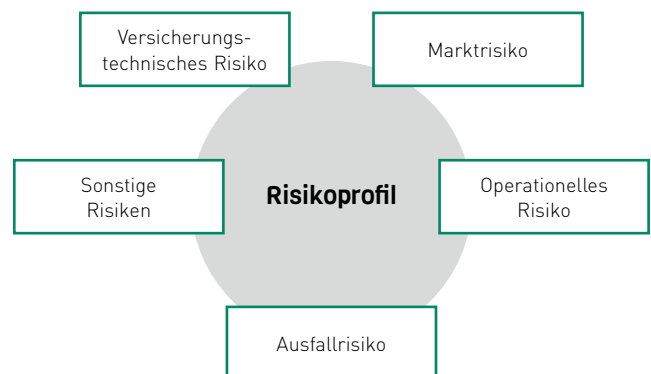 Versicherungs-
technisches Risiko
Marktrisiko
Sonstige
Risiken
Risikoprofil
Operationelles
Risiko
Ausfallrisiko